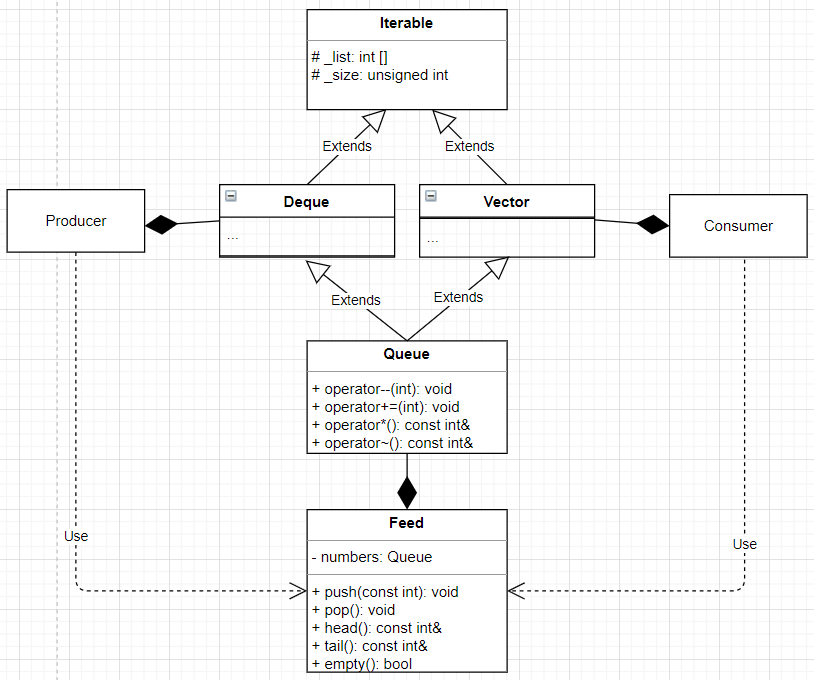 Iterable
# _list: int []
# _size: unsigned int
Extends
Extends
Producer
Deque
...
Vector
...
Consumer
Extends
Extends
Queue
+ operator--(int): void
+ operator+=(int): void
+ operator*(): const int&
+ operator~(): const int&
Use
Use
Feed
- numbers: Queue
+ push(const int): void
+ pop(): void
+ head(): const int&
+ tail(): const int&
+ empty(): bool